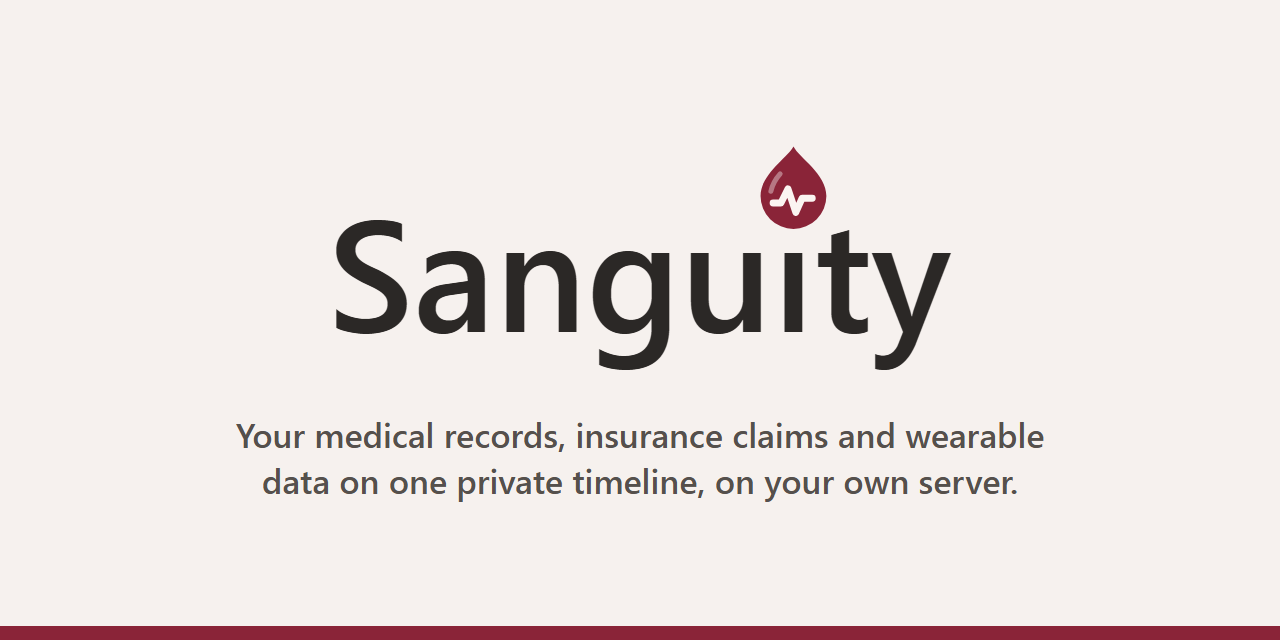 Sanguity
Your medical records, insurance claims and wearable
data on one private timeline, on your own server.